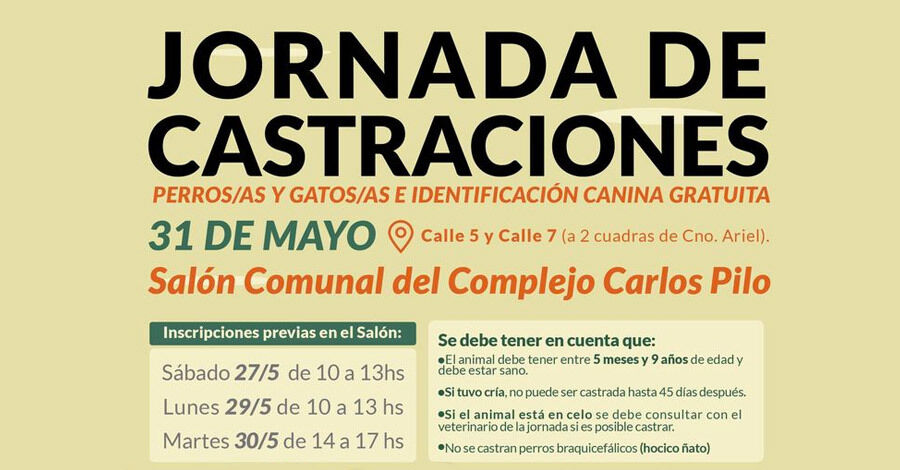 JORNADA DE
CASTRACIONES
PERROS/AS Y GATOS/AS E IDENTIFICACIÓN CANINA GRATUITA
31 DE MAYO Calle 5 y Calle 7 (a 2 cuadras de Cno. Ariel).
Salón Comunal del Complejo Carlos Pilo
Inscripciones previas en el Salón:
Sábado 27/5 de 10 a 13hs
Lunes 29/5 de 10 a 13 hs
Martes 30/5 de 14 a 17 hs
Se debe tener en cuenta que:
●El animal debe tener entre 5 meses y 9 años de edad y
debe estar sano.
●Si tuvo cría, no puede ser castrada hasta 45 días después.
●Si el animal está en celo se debe consultar con el
veterinario de la jornada si es posible castrar.
●No se castran perros braquicefálicos (hocico ñato)